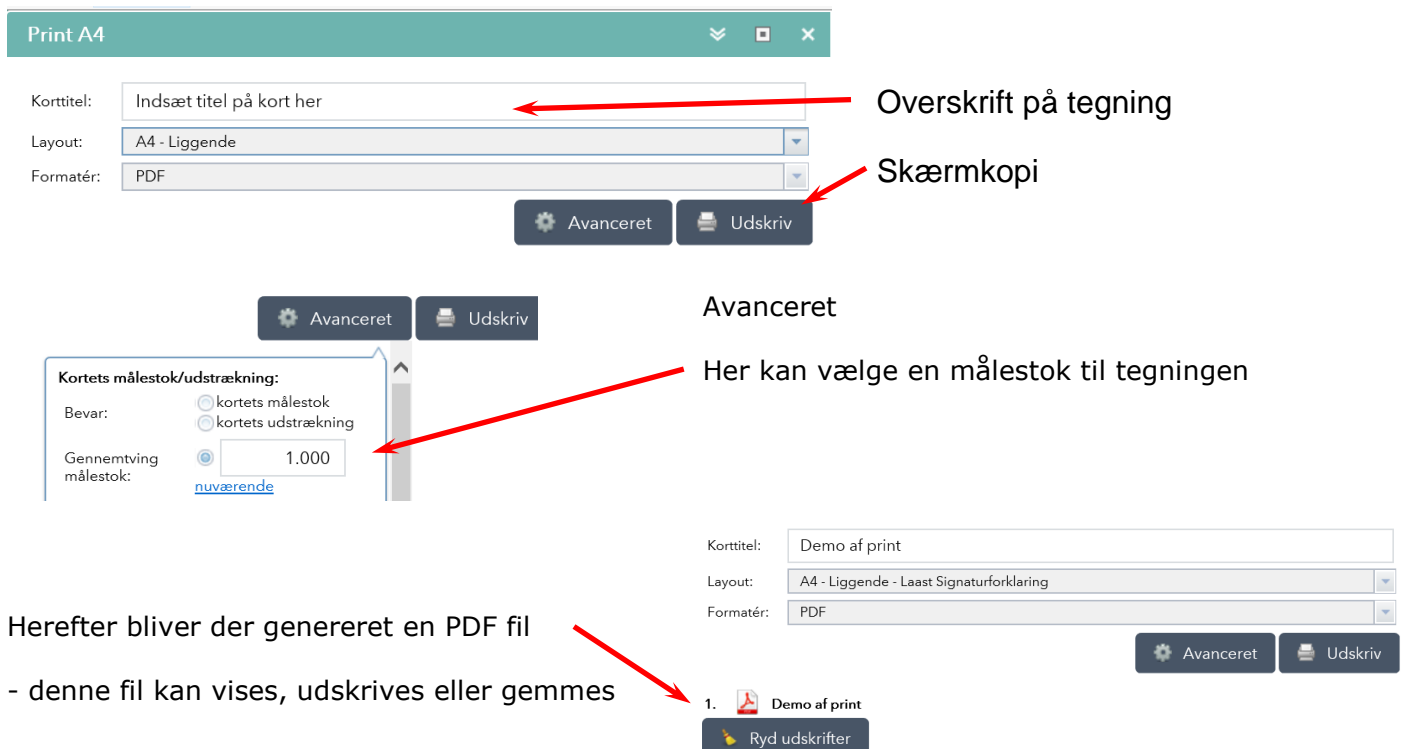 Print A4
Korttitel: Indsæt titel på kort her
Overskrift på tegning
Layout: A4 - Liggende
Formatér: PDF
Skærmkopi
Avanceret Udskriv
Avanceret Udskriv
Avanceret
Kortets målestok/udstrækning:
Her kan vælge en målestok til tegningen
Bevar: kortets målestok
kortets udstrækning
Gennemtving målestok: 1.000
nuværende
Korttitel: Demo af print
Layout: A4 - Liggende - Laast Signaturforklaring
Formatér: PDF
Herefter bliver der genereret en PDF fil
Avanceret Udskriv
- denne fil kan vises, udskrives eller gemmes
1. Demo af print
Ryd udskrifter